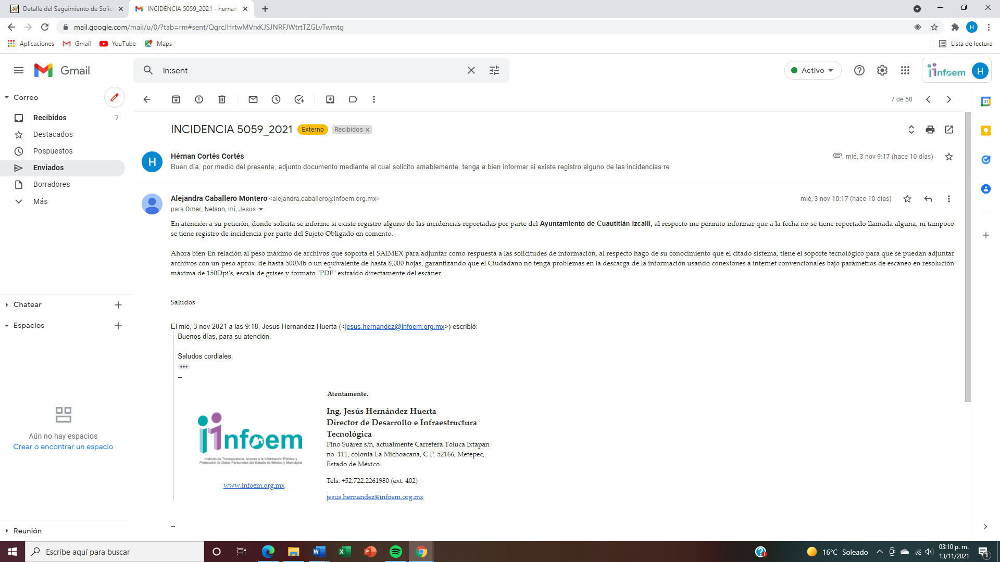 Detalle del Seguimiento de Solici
INCIDENCIA 5059_2021 - hernan
mail.google.com/mail/u/0/?tab=rm#sent/QgrcJHrtwMVrxKJSJNRFJWtrtTZGLvTwmtg
H
Aplicaciones
Gmail
YouTube
Maps
Lista de lectura
Gmail
in:sent
Activo
infoem
H
Correo
Recibidos 7
Destacados
Pospuestos
Enviados
Borradores
Más
Chatear
Espacios
Aún no hay espacios
Crear o encontrar un espacio
Reunión
7 de 50
31
INCIDENCIA 5059_2021 Externo Recibidos x
H
Hérnan Cortés Cortés
mié, 3 nov 9:17 (hace 10 días)
Buen día, por medio del presente, adjunto documento mediante el cual solicito amablemente, tenga a bien informar si existe registro alguno de las incidencias re
Alejandra Caballero Montero <alejandra.caballero@infoem.org.mx>
mié, 3 nov 10:17 (hace 10 días)
para Omar, Nelson, mí, Jesus
En atención a su petición, donde solicita se informe si existe registro alguno de las incidencias reportadas por parte del Ayuntamiento de Cuautitlán Izcalli, al respecto me permito informar que a la fecha no se tiene reportado llamada alguna, ni tampoco
se tiene registro de incidencia por parte del Sujeto Obligado en comento.
Ahora bien En relación al peso máximo de archivos que soporta el SAIMEX para adjuntar como respuesta a las solicitudes de información, al respecto hago de su conocimiento que el citado sistema, tiene el soporte tecnológico para que se puedan adjuntar
archivos con un peso aprox. de hasta 500Mb o un equivalente de hasta 8,000 hojas, garantizando que el Ciudadano no tenga problemas en la descarga de la información usando conexiones a internet convencionales bajo parámetros de escaneo en resolución
máxima de 150Dpi's, escala de grises y formato "PDF" extraído directamente del escáner.
Saludos
El mié, 3 nov 2021 a las 9:18, Jesus Hernandez Huerta (<jesus.hernandez@infoem.org.mx>) escribió:
Buenos días, para su atención,
Saludos cordiales.
--
infoem
Instituto de Transparencia, Acceso a la Información Pública y
Protección de Datos Personales del Estado de México y Municipios
www.infoem.org.mx
Atentamente.
Ing. Jesús Hernández Huerta
Director de Desarrollo e Infraestructura
Tecnológica
Pino Suárez s/n, actualmente Carretera Toluca Ixtapan
no. 111, colonia La Michoacana, C.P. 52166, Metepec,
Estado de México.
Tels. +52.722.2261980 (ext. 402)
jesus.hernandez@infoem.org.mx
--
Escribe aquí para buscar
16°C Soleado
03:10 p. m.
13/11/2021
1